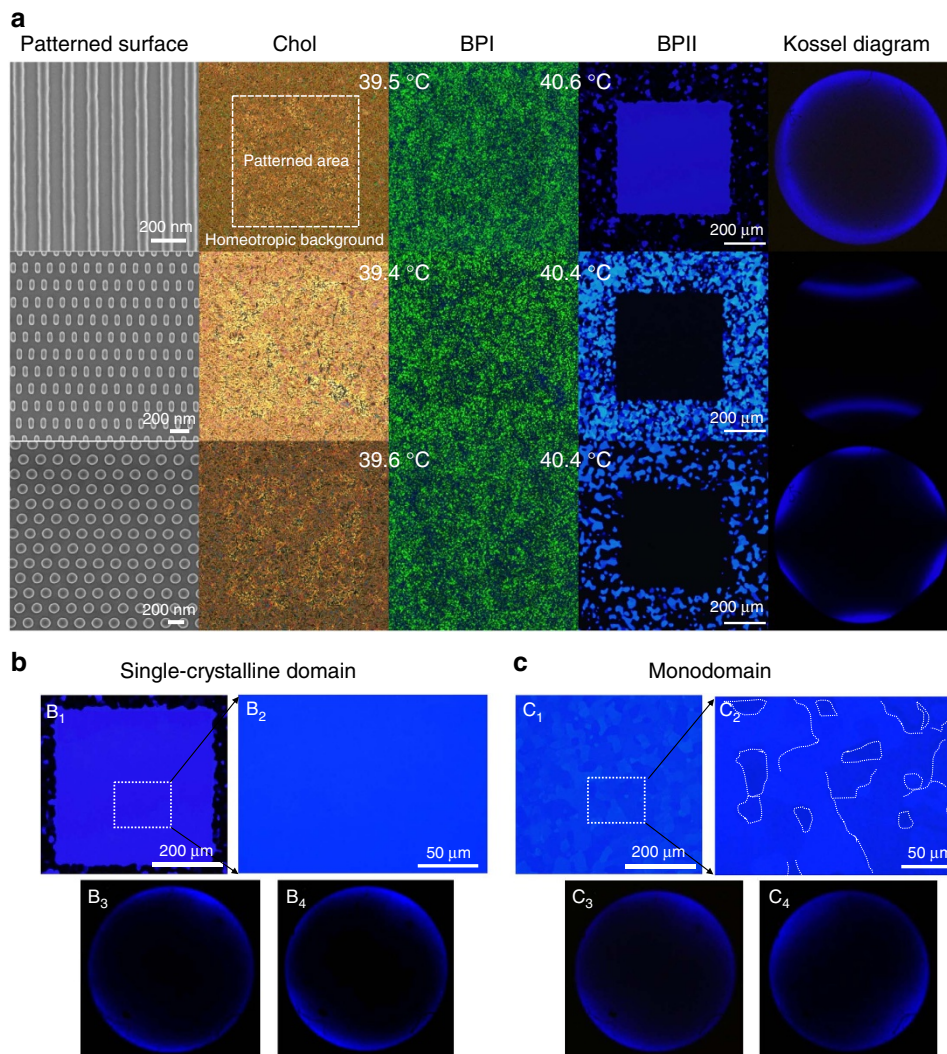 a
Patterned surface Chol BPI BPII Kossel diagram
39.5 °C 40.6 °C
Patterned area
200 nm Homeotropic background 200 µm
39.4 °C 40.4 °C
200 nm 200 µm
39.6 °C 40.4 °C
200 nm 200 µm
b c
Single-crystalline domain Monodomain
B1 B2 C1 C2
200 µm 50 µm 200 µm 50 µm
B3 B4 C3 C4